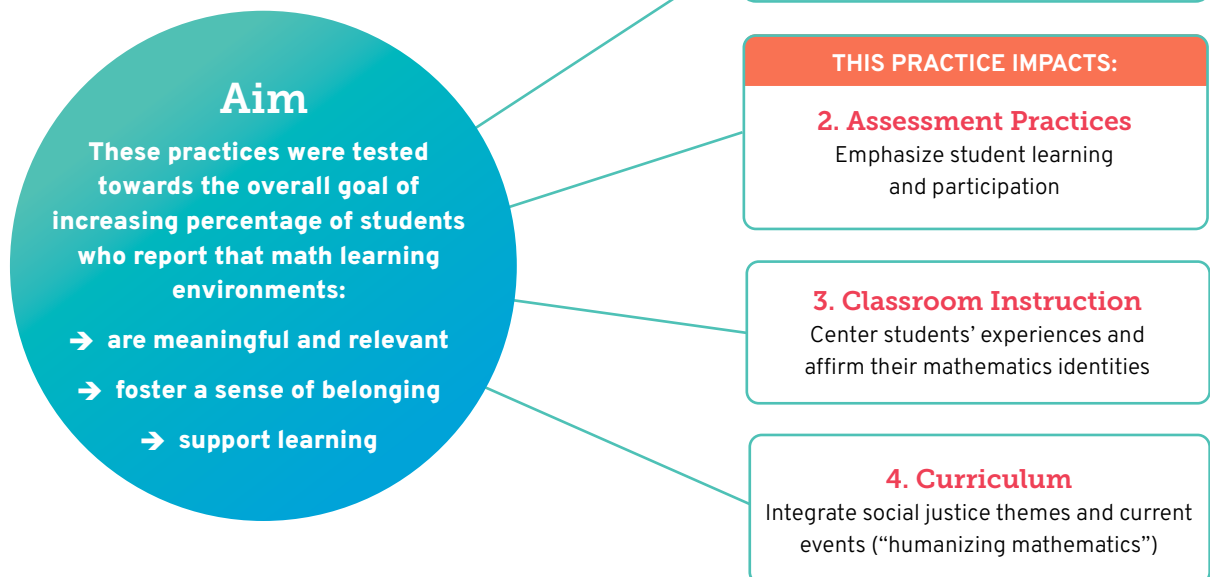 Aim
These practices were tested
towards the overall goal of
increasing percentage of students
who report that math learning
environments:
➔ are meaningful and relevant
➔ foster a sense of belonging
➔ support learning
THIS PRACTICE IMPACTS:
2. Assessment Practices
Emphasize student learning
and participation
3. Classroom Instruction
Center students’ experiences and
affirm their mathematics identities
4. Curriculum
Integrate social justice themes and current
events (“humanizing mathematics”)